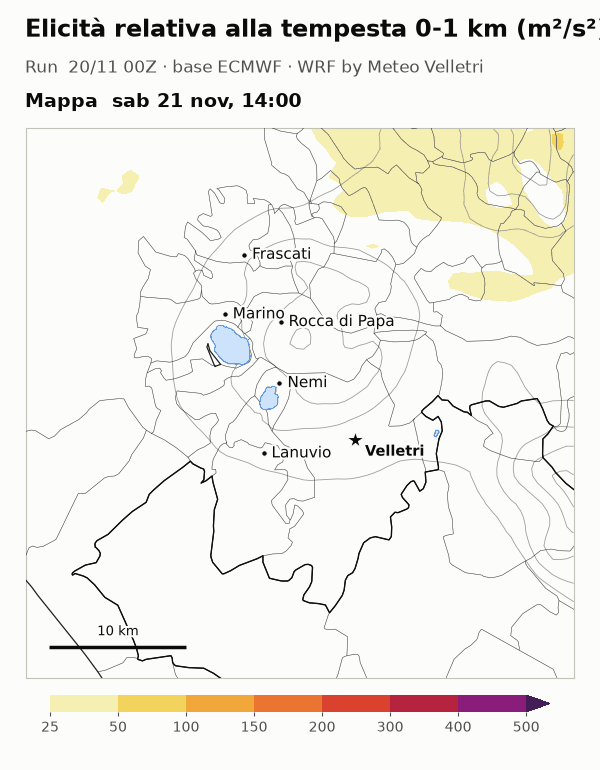 Elicità relativa alla tempesta 0-1 km (m²/s²)
Run 20/11 00Z · base ECMWF · WRF by Meteo Velletri
Mappa sab 21 nov, 14:00
Frascati
Marino
Rocca di Papa
Nemi
Velletri
Lanuvio
10 km
25 50 100 150 200 300 400 500